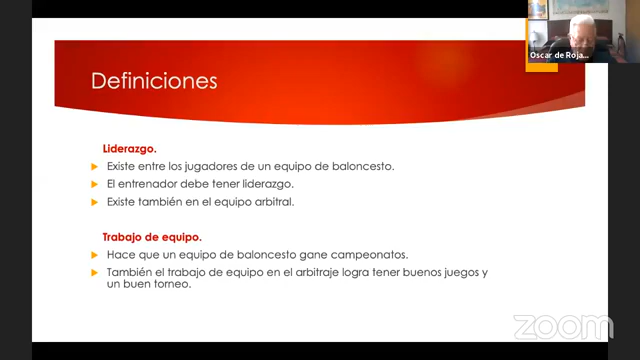 Oscar de Roja...
Definiciones
Liderazgo.
Existe entre los jugadores de un equipo de baloncesto.
El entrenador debe tener liderazgo.
Existe también en el equipo arbitral.
Trabajo de equipo.
Hace que un equipo de baloncesto gane campeonatos.
También el trabajo de equipo en el arbitraje logra tener buenos juegos y
un buen torneo.
zoom